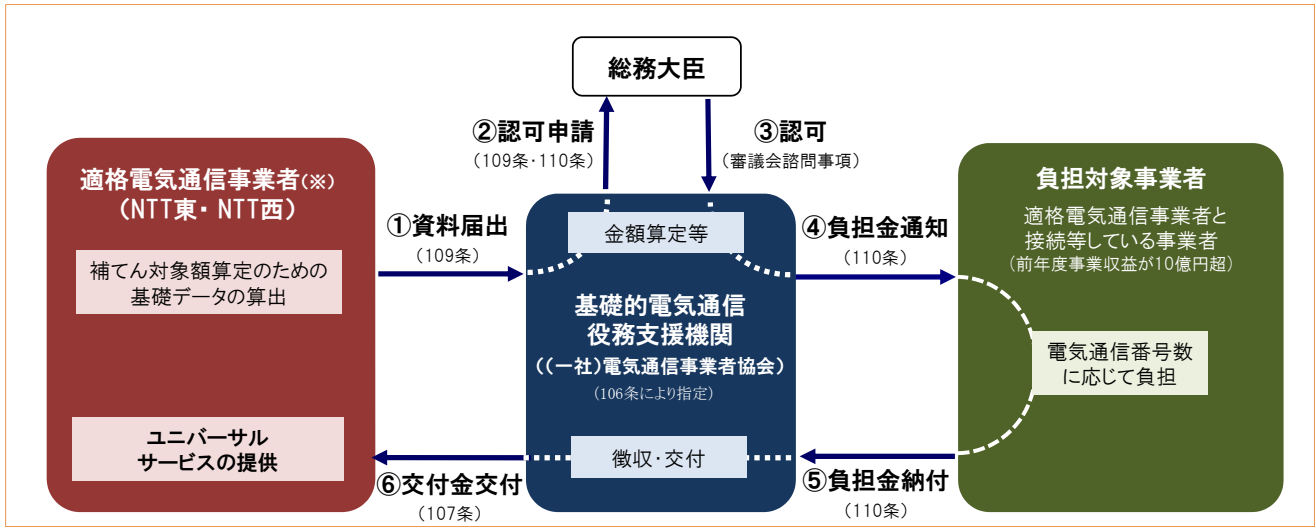 総務大臣
②認可申請
（109条・110条）
③認可
（審議会諮問事項）
適格電気通信事業者(※)
（NTT東・NTT西）
補てん対象額算定のための
基礎データの算出
ユニバーサル
サービスの提供
①資料届出
（109条）
金額算定等
基礎的電気通信
役務支援機関
（(一社)電気通信事業者協会）
（106条により指定）
徴収・交付
④負担金通知
（110条）
負担対象事業者
適格電気通信事業者と
接続等している事業者
（前年度事業収益が10億円超）
電気通信番号数
に応じて負担
⑤負担金納付
（110条）
⑥交付金交付
（107条）